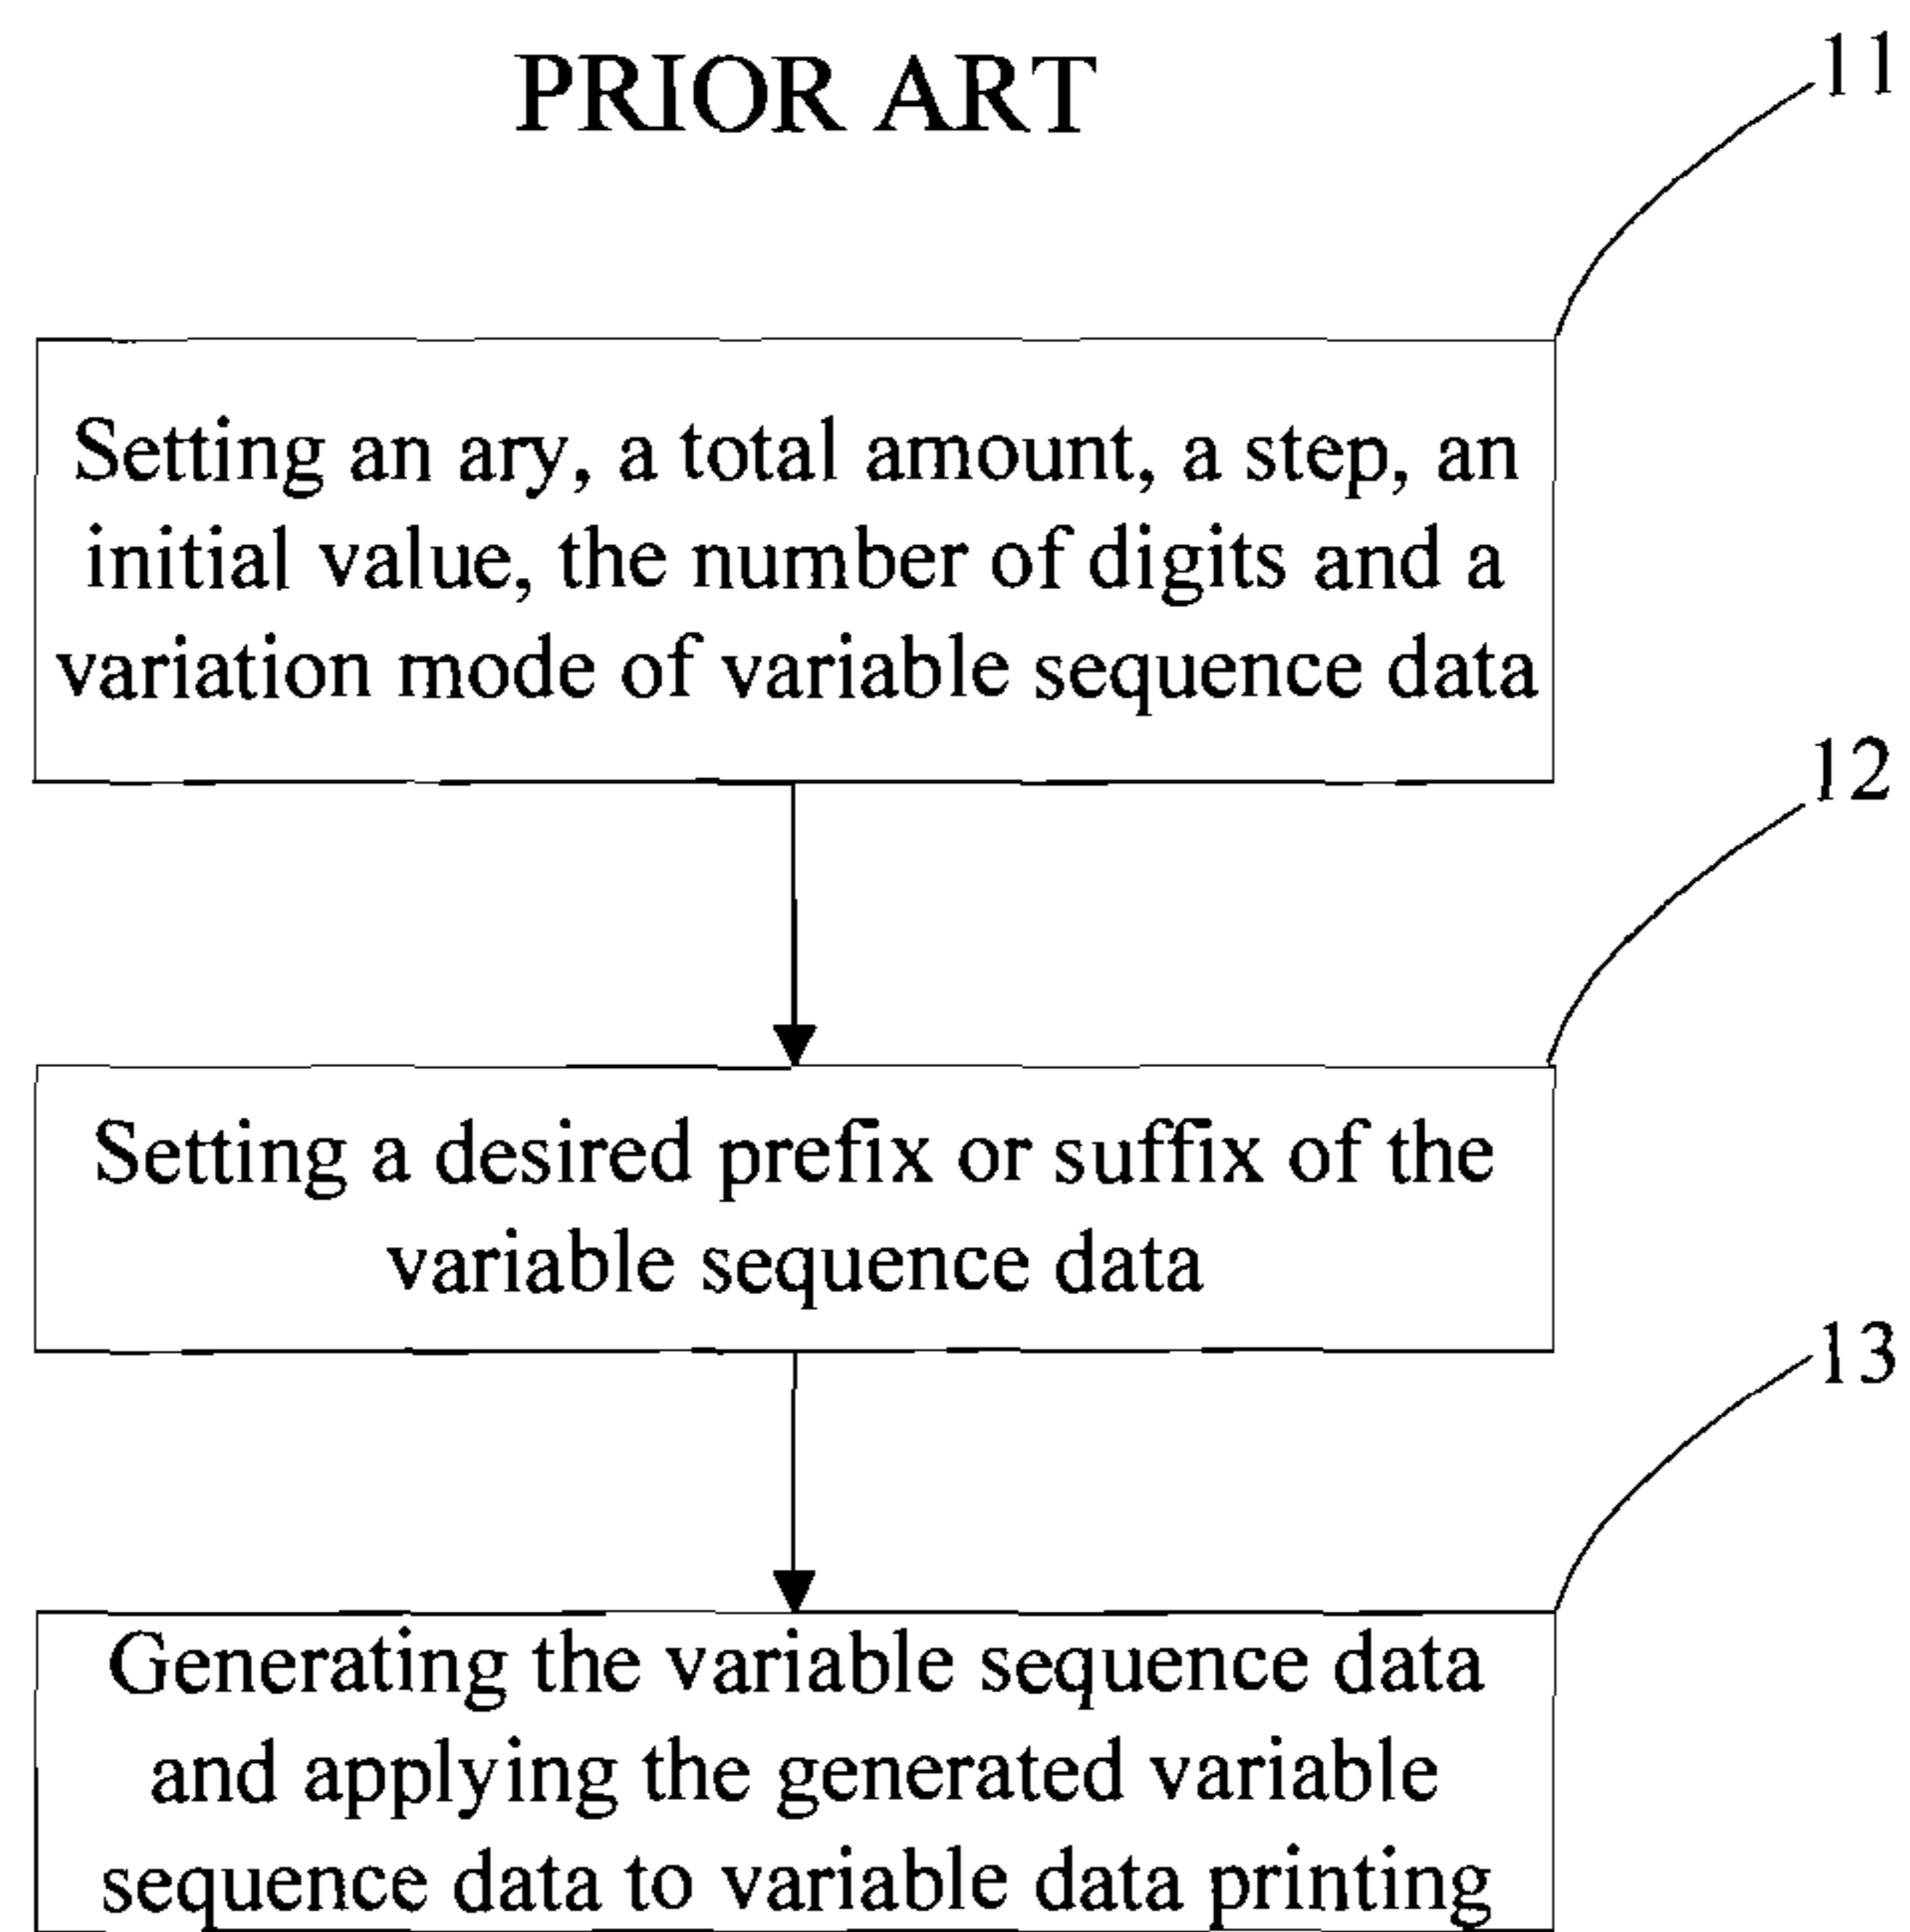 PRIOR ART
11
Setting an ary, a total amount, a step, an
initial value, the number of digits and a
variation mode of variable sequence data
12
Setting a desired prefix or suffix of the
variable sequence data
13
Generating the variable sequence data
and applying the generated variable
sequence data to variable data printing